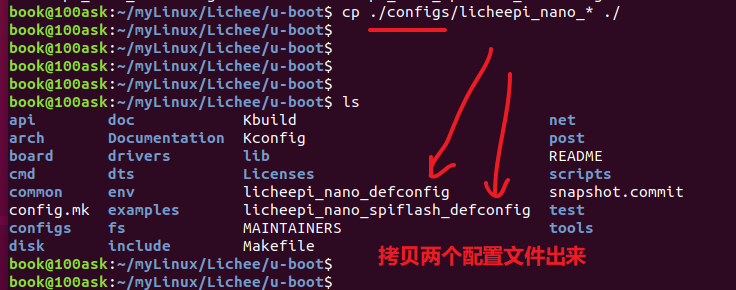 book@100ask:~/myLinux/Lichee/u-boot$ cp ./configs/licheepi_nano_* ./
book@100ask:~/myLinux/Lichee/u-boot$
book@100ask:~/myLinux/Lichee/u-boot$
book@100ask:~/myLinux/Lichee/u-boot$
book@100ask:~/myLinux/Lichee/u-boot$
book@100ask:~/myLinux/Lichee/u-boot$ ls
api doc Kbuild net
arch Documentation Kconfig post
board drivers lib README
cmd dts Licenses scripts
common env licheepi_nano_defconfig snapshot.commit
config.mk examples licheepi_nano_spiflash_defconfig test
configs fs MAINTAINERS tools
disk include Makefile
拷贝两个配置文件出来
book@100ask:~/myLinux/Lichee/u-boot$
book@100ask:~/myLinux/Lichee/u-boot$